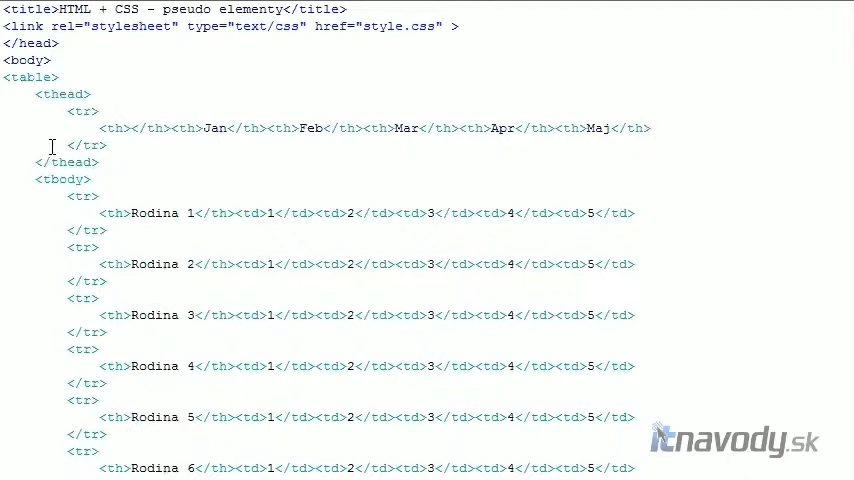 <title>HTML + CSS - pseudo elementy</title>
<link rel="stylesheet" type="text/css" href="style.css" >
</head>
<body>
<table>
<thead>
<tr>
<th></th><th>Jan</th><th>Feb</th><th>Mar</th><th>Apr</th><th>Maj</th>
</tr>
</thead>
<tbody>
<tr>
<th>Rodina 1</th><td>1</td><td>2</td><td>3</td><td>4</td><td>5</td>
</tr>
<tr>
<th>Rodina 2</th><td>1</td><td>2</td><td>3</td><td>4</td><td>5</td>
</tr>
<tr>
<th>Rodina 3</th><td>1</td><td>2</td><td>3</td><td>4</td><td>5</td>
</tr>
<tr>
<th>Rodina 4</th><td>1</td><td>2</td><td>3</td><td>4</td><td>5</td>
</tr>
<tr>
<th>Rodina 5</th><td>1</td><td>2</td><td>3</td><td>4</td><td>5</td>
</tr>
<tr>
<th>Rodina 6</th><td>1</td><td>2</td><td>3</td><td>4</td><td>5</td>
itnavody.sk